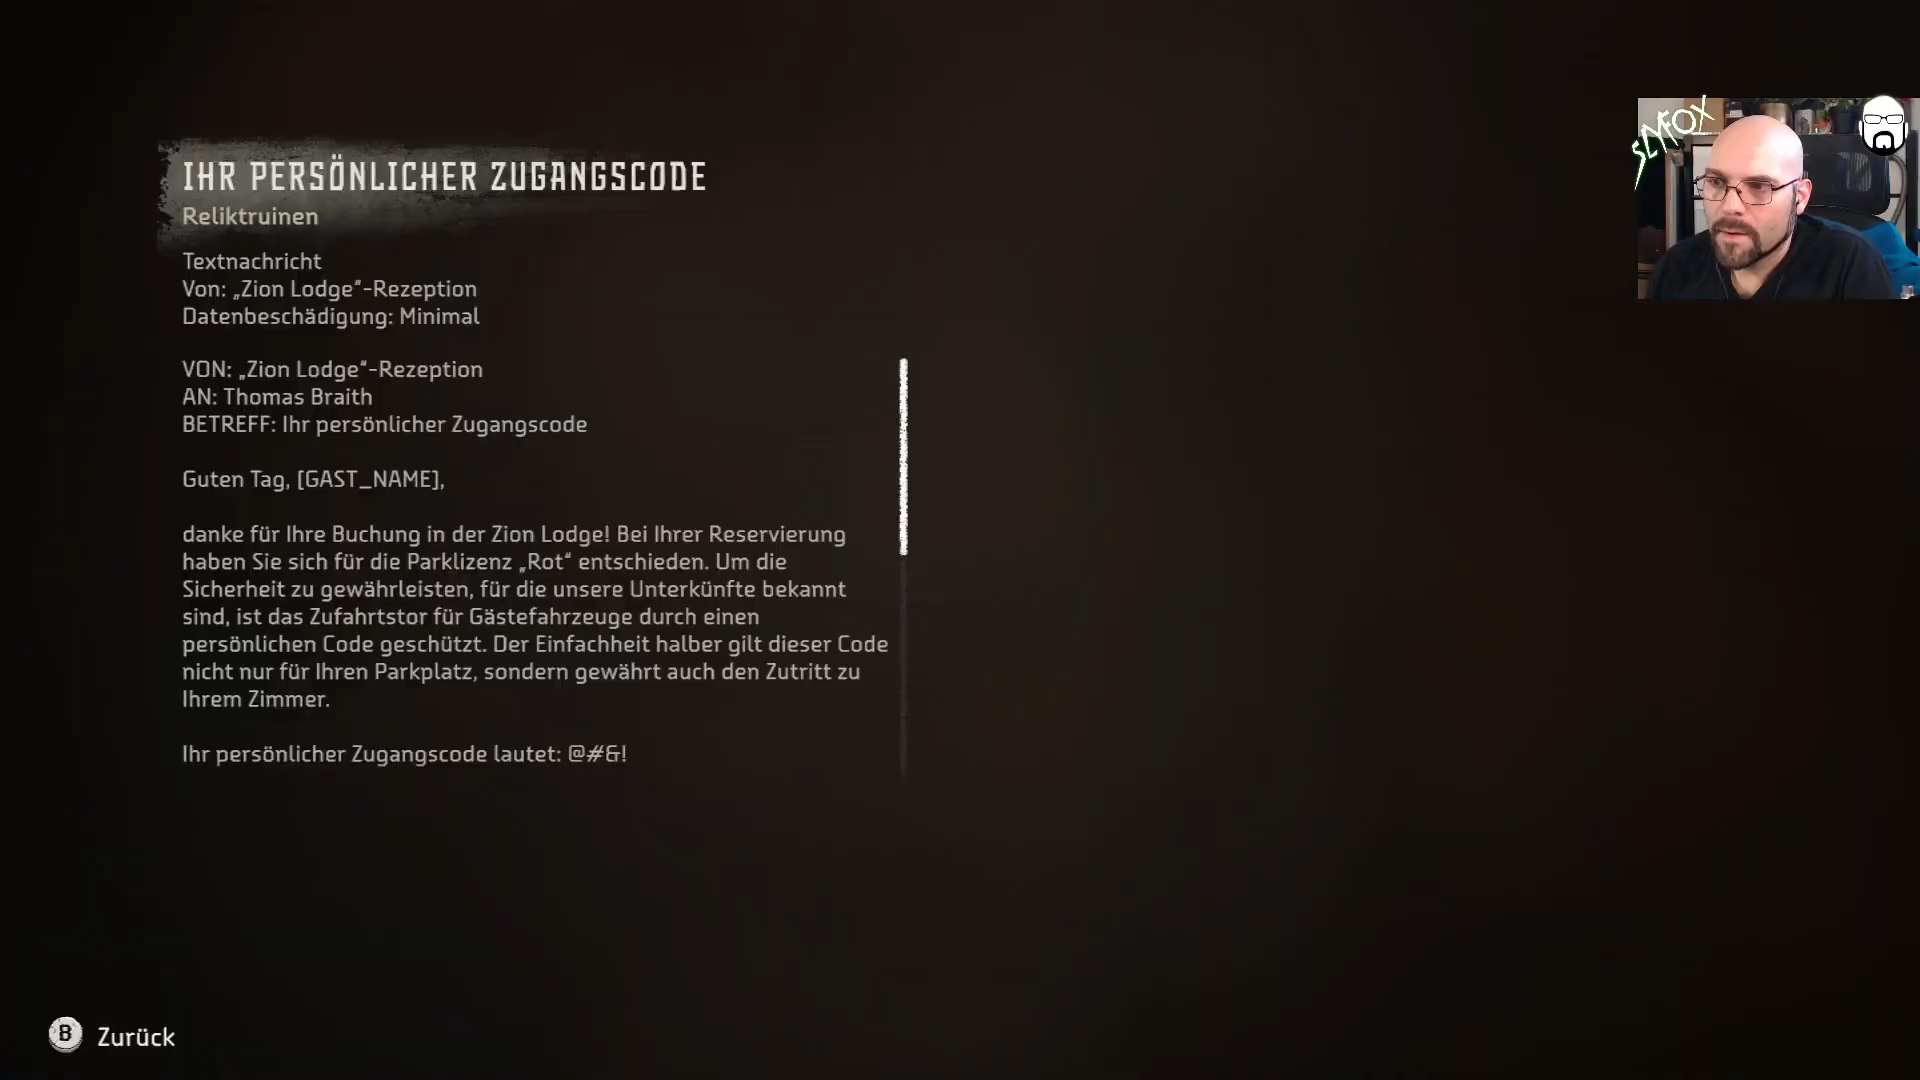 IHR PERSÖNLICHER ZUGANGSCODE
Reliktruinen
Textnachricht
Von: „Zion Lodge“-Rezeption
Datenbeschädigung: Minimal
VON: „Zion Lodge“-Rezeption
AN: Thomas Braith
BETREFF: Ihr persönlicher Zugangscode
Guten Tag, [GAST_NAME],
danke für Ihre Buchung in der Zion Lodge! Bei Ihrer Reservierung
haben Sie sich für die Parklizenz „Rot“ entschieden. Um die
Sicherheit zu gewährleisten, für die unsere Unterkünfte bekannt
sind, ist das Zufahrtstor für Gästefahrzeuge durch einen
persönlichen Code geschützt. Der Einfachheit halber gilt dieser Code
nicht nur für Ihren Parkplatz, sondern gewährt auch den Zutritt zu
Ihrem Zimmer.
Ihr persönlicher Zugangscode lautet: @#&!
B Zurück